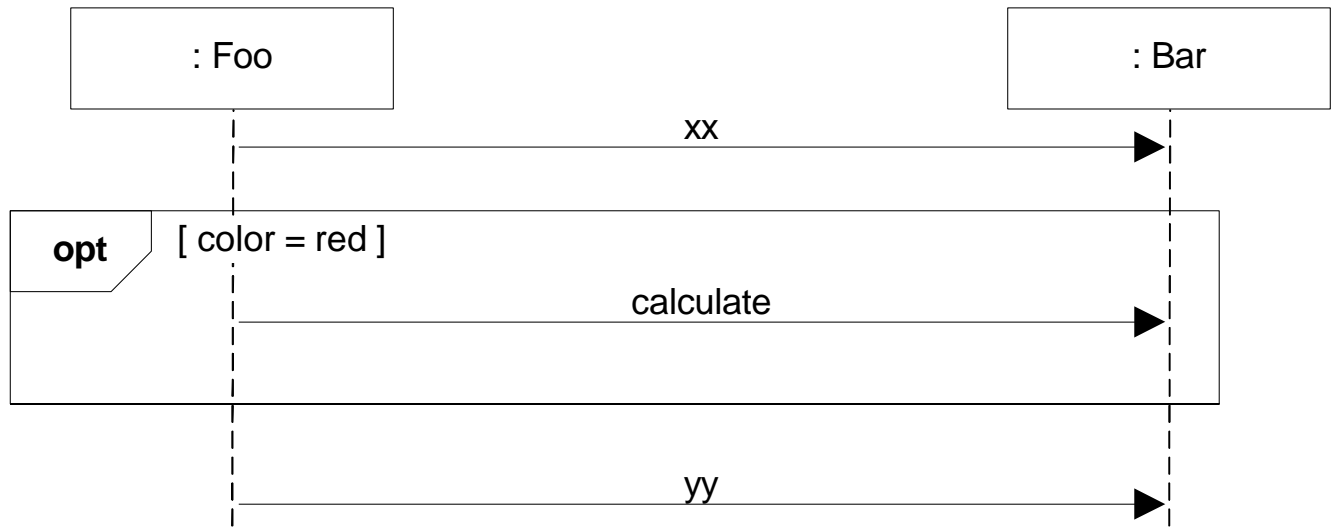 : Foo
: Bar
xx
opt
[ color = red ]
calculate
yy